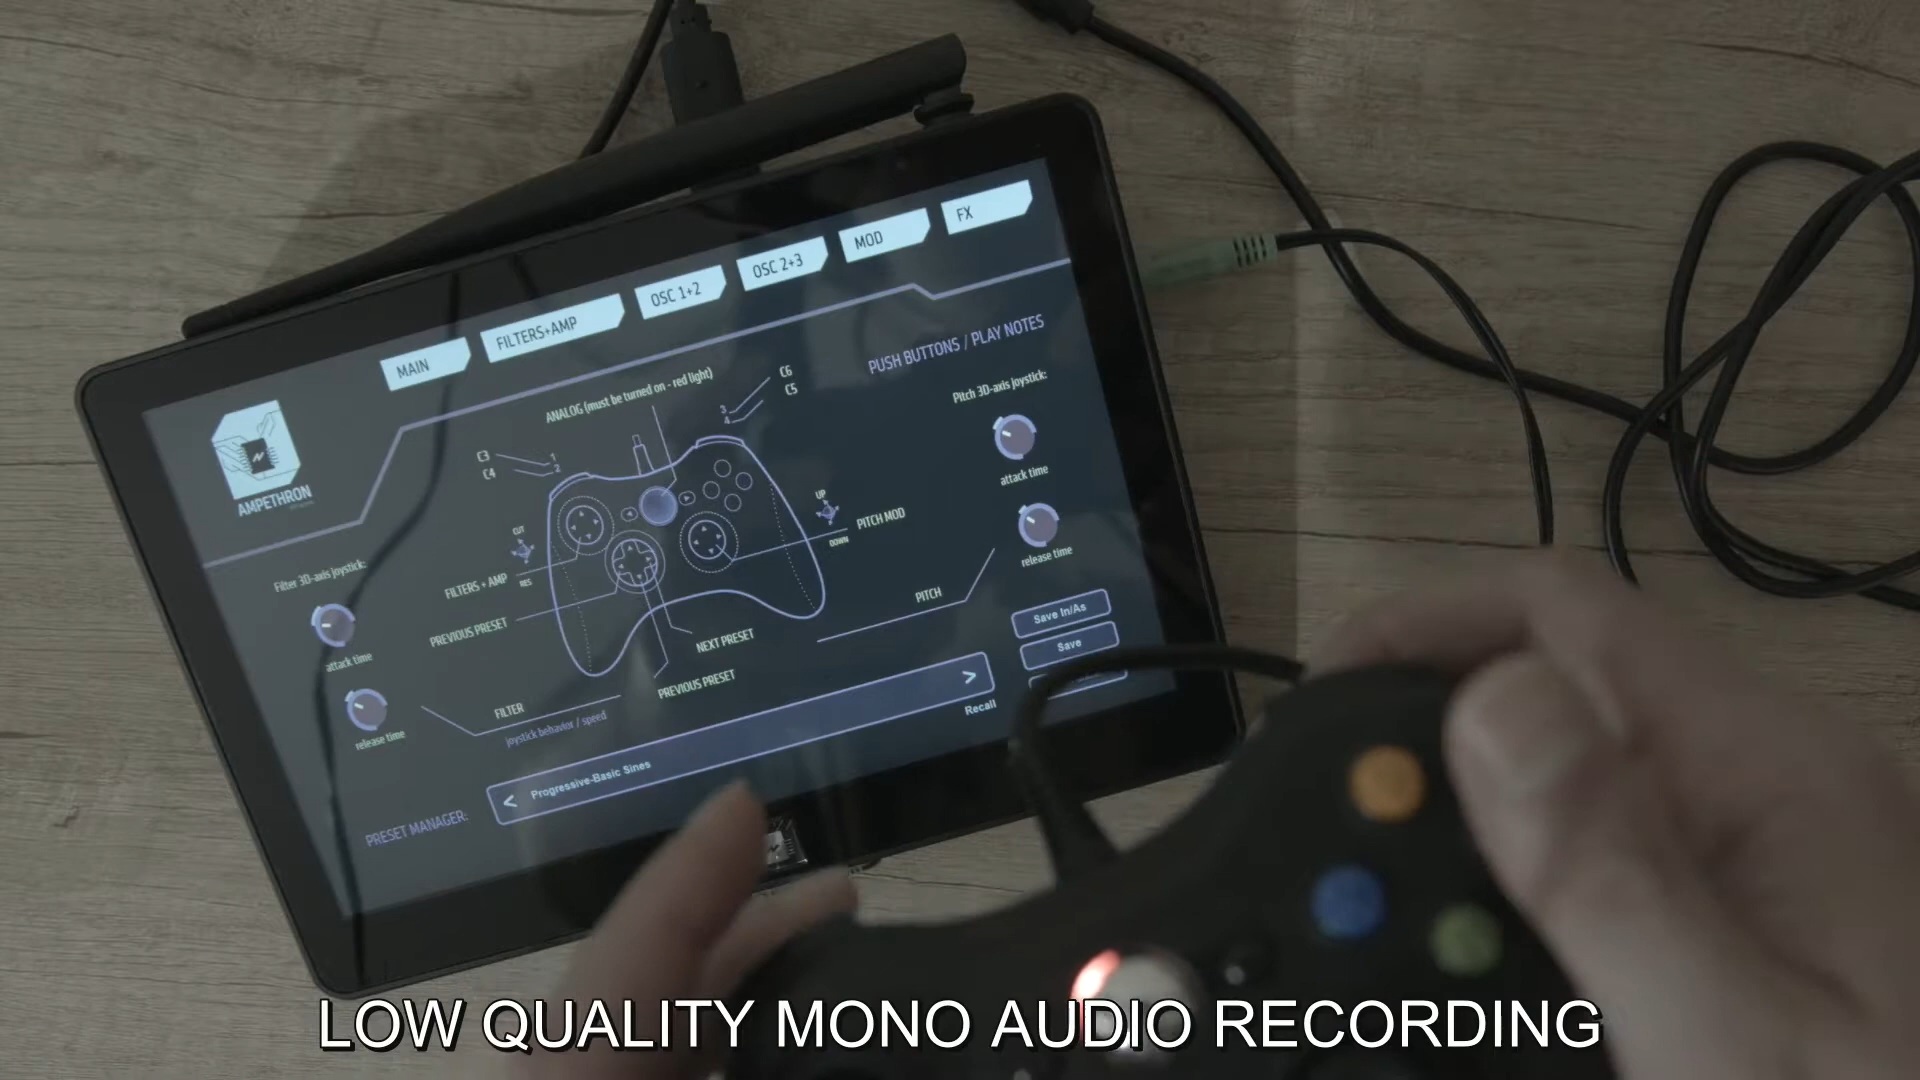 MAIN
FILTERS+AMP
OSC 1+2
OSC 2+3
MOD
FX
AMPETHRON
ANALOG (must be turned on - red light)
PUSH BUTTONS / PLAY NOTES
C6
C5
3
4
C3
C4
1
2
Pitch 3D-axis joystick:
attack time
release time
CUT
RES
UP
DOWN
PITCH MOD
FILTERS + AMP
PREVIOUS PRESET
Filter 3D-axis joystick:
attack time
release time
NEXT PRESET
PREVIOUS PRESET
PITCH
FILTER
joystick behavior / speed
Save In/As
Save
Recall
PRESET MANAGER:
< Progressive-Basic Sines >
LOW QUALITY MONO AUDIO RECORDING